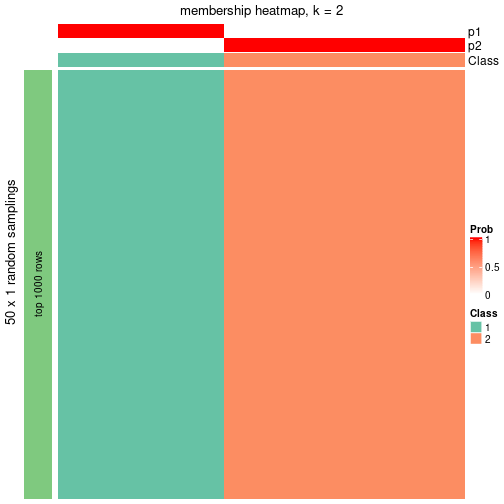 membership heatmap, k = 2
p1
p2
Class
50 x 1 random samplings
top 1000 rows
Prob
1
0.5
0
Class
1
2